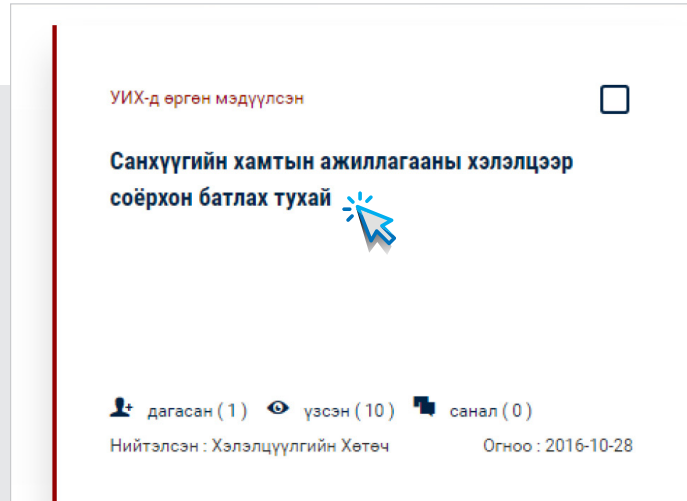 УИХ-д өргөн мэдүүлсэн
Санхүүгийн хамтын ажиллагааны хэлэлцээр
соёрхон батлах тухай
дагасан ( 1 ) үзсэн ( 10 ) санал ( 0 )
Нийтэлсэн : Хэлэлцүүлгийн Хөтөч Огноо : 2016-10-28